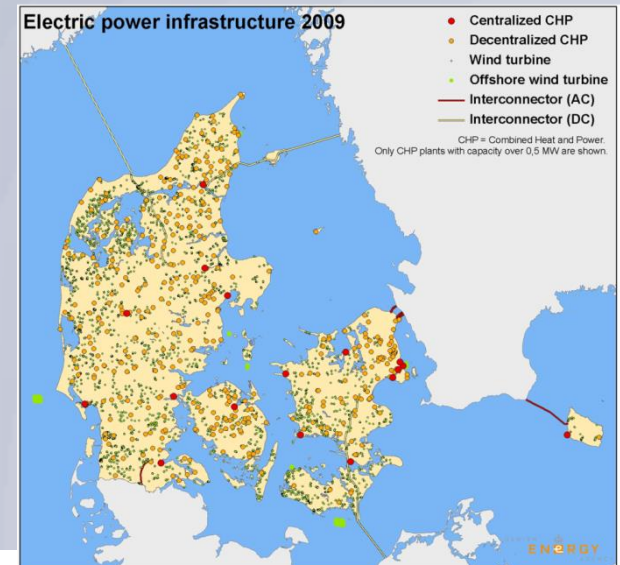 Electric power infrastructure 2009
Centralized CHP
Decentralized CHP
Wind turbine
Offshore wind turbine
Interconnector (AC)
Interconnector (DC)
CHP = Combined Heat and Power.
Only CHP plants with capacity over 0,5 MW are shown.
ENERGY